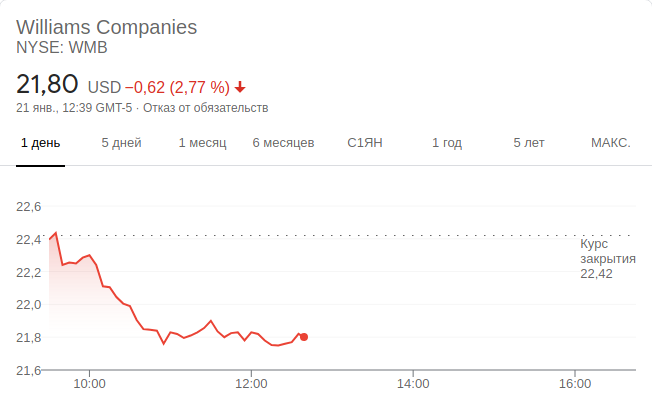 Williams Companies
NYSE: WMB
21,80 USD −0,62 (2,77 %)
21 янв., 12:39 GMT-5 · Отказ от обязательств
1 день 5 дней 1 месяц 6 месяцев С1ЯН 1 год 5 лет МАКС.
22,6
22,4
Курс
закрытия
22,42
22,2
22,0
21,8
21,6
10:00 12:00 14:00 16:00